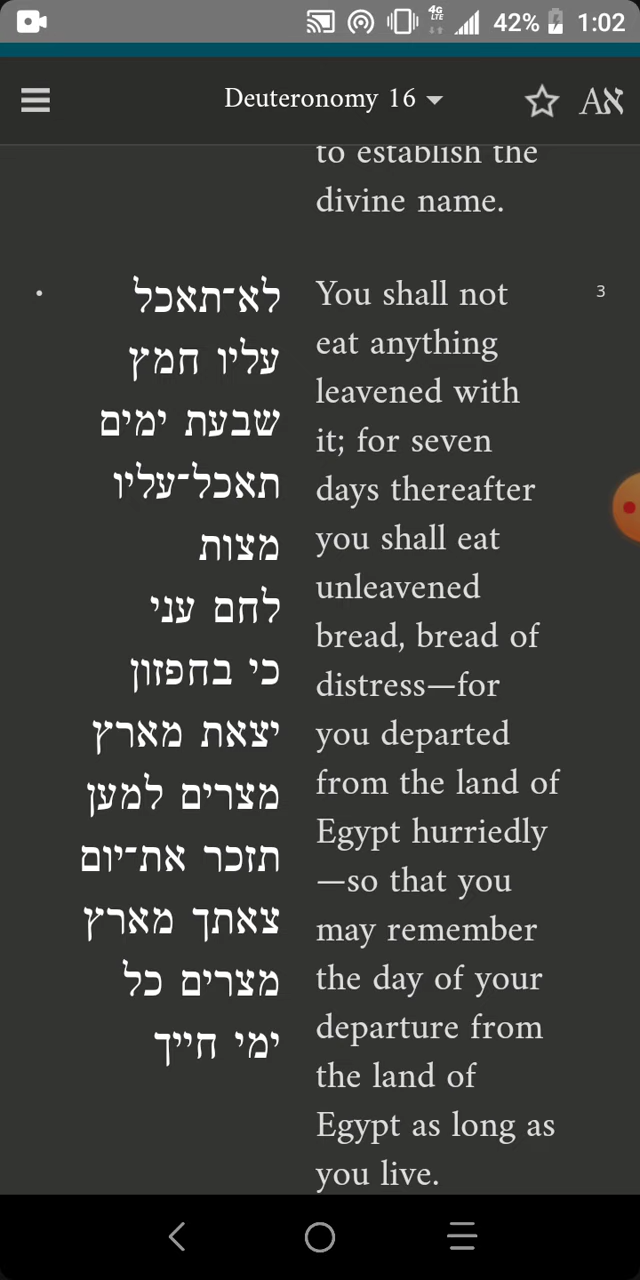 4G
LTE
42%
1:02
Deuteronomy 16
Aא
to establish the
divine name.
לא־תאכל
עליו חמץ
שבעת ימים
תאכל־עליו
מצות
לחם עני
כי בחפזון
יצאת מארץ
מצרים למען
תזכר את־יום
צאתך מארץ
מצרים כל
ימי חייך
3
You shall not
eat anything
leavened with
it; for seven
days thereafter
you shall eat
unleavened
bread, bread of
distress—for
you departed
from the land of
Egypt hurriedly
—so that you
may remember
the day of your
departure from
the land of
Egypt as long as
you live.